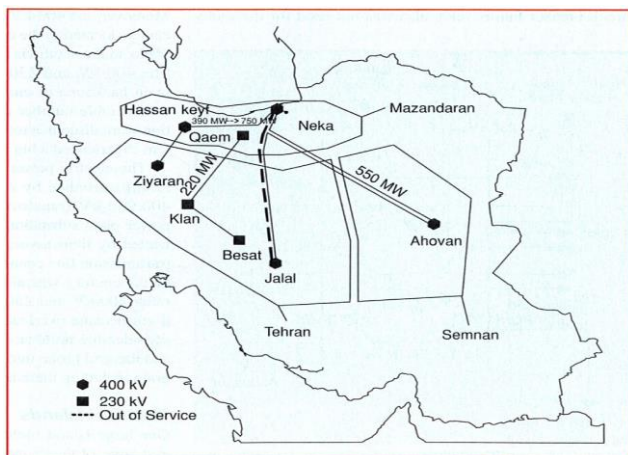 Hassan keyf
390 MW->750 MW
Neka
Mazandaran
Qaem
Ziyaran
220 MW
550 MW
Klan
Besat
Jalal
Ahovan
Tehran
Semnan
400 kV
230 kV
Out of Service